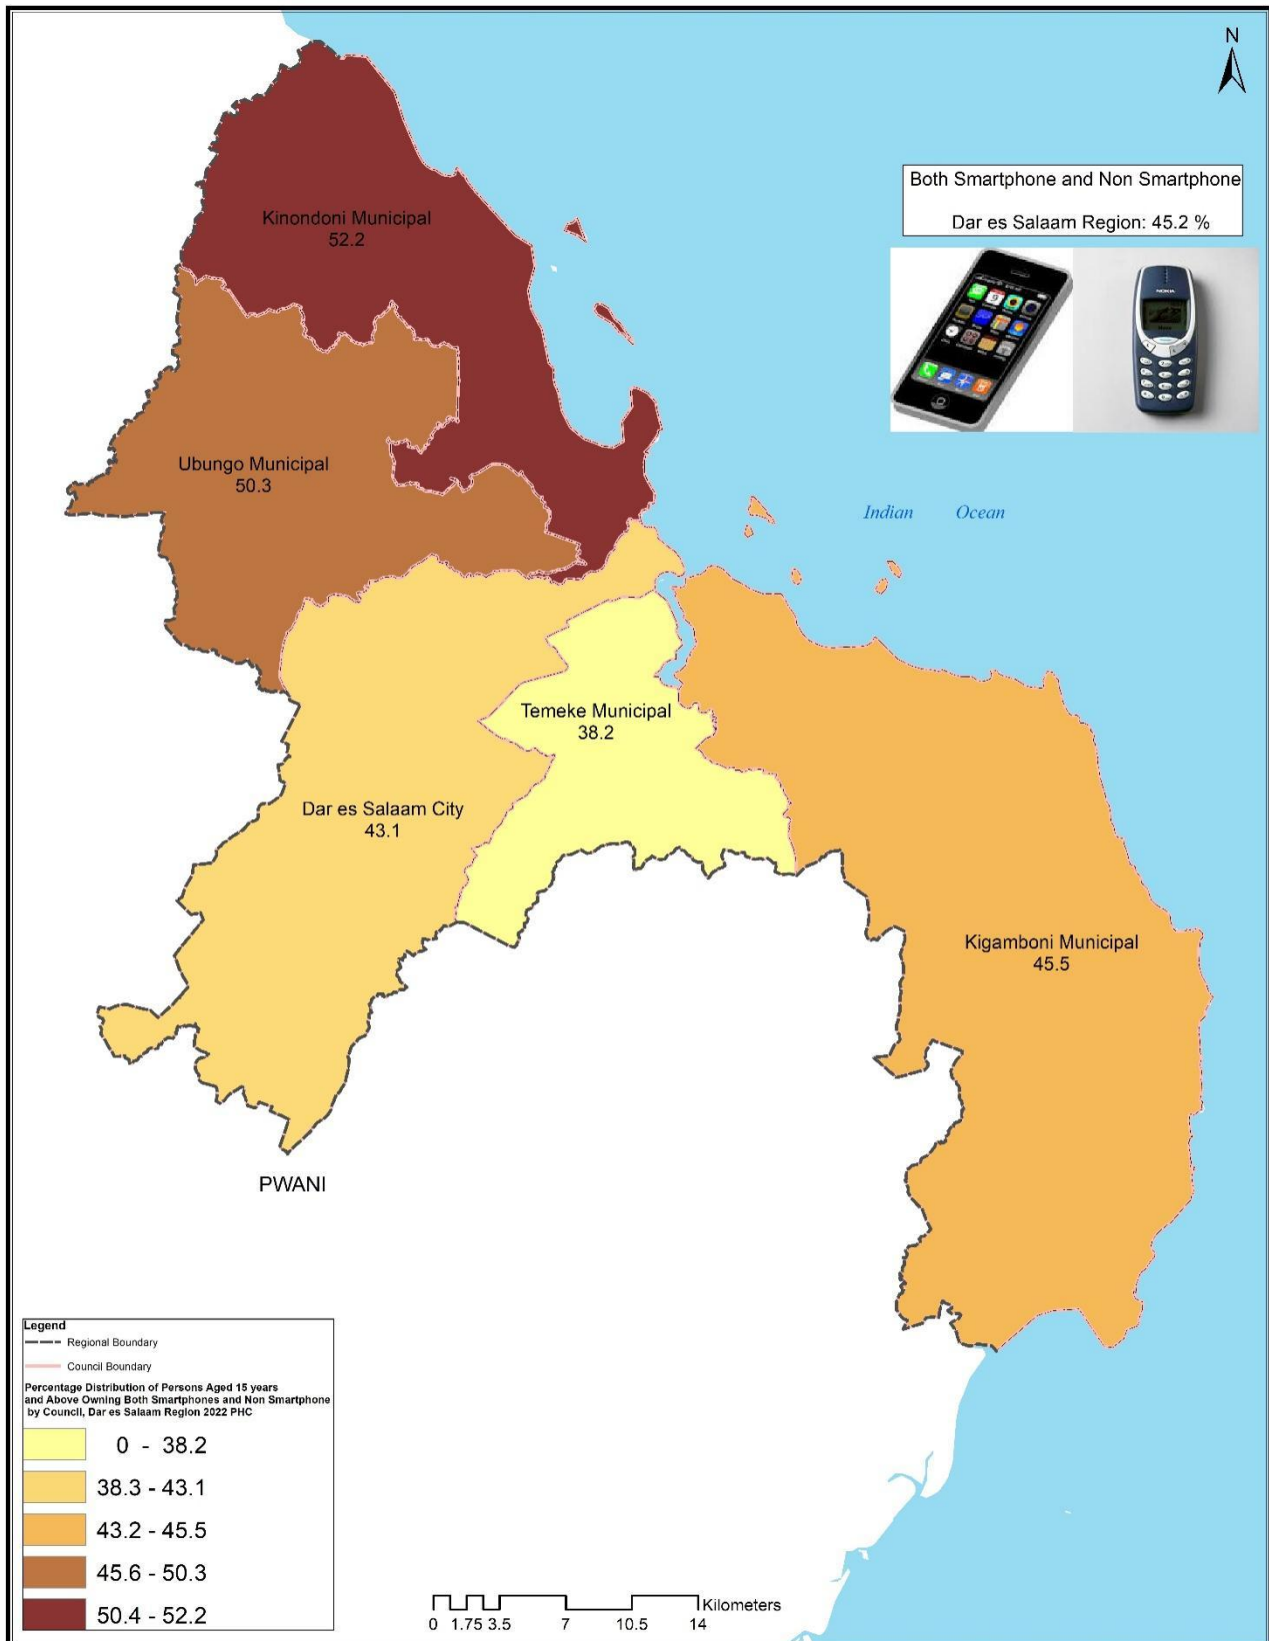 N
Both Smartphone and Non Smartphone
Dar es Salaam Region: 45.2 %
NOKIA
Kinondoni Municipal
52.2
Ubungo Municipal
50.3
Indian Ocean
Temeke Municipal
38.2
Dar es Salaam City
43.1
Kigamboni Municipal
45.5
PWANI
Legend
Regional Boundary
Council Boundary
Percentage Distribution of Persons Aged 15 years
and Above Owning Both Smartphones and Non Smartphone
by Council, Dar es Salaam Region 2022 PHC
0 - 38.2
38.3 - 43.1
43.2 - 45.5
45.6 - 50.3
50.4 - 52.2
Kilometers
0 1.75 3.5 7 10.5 14